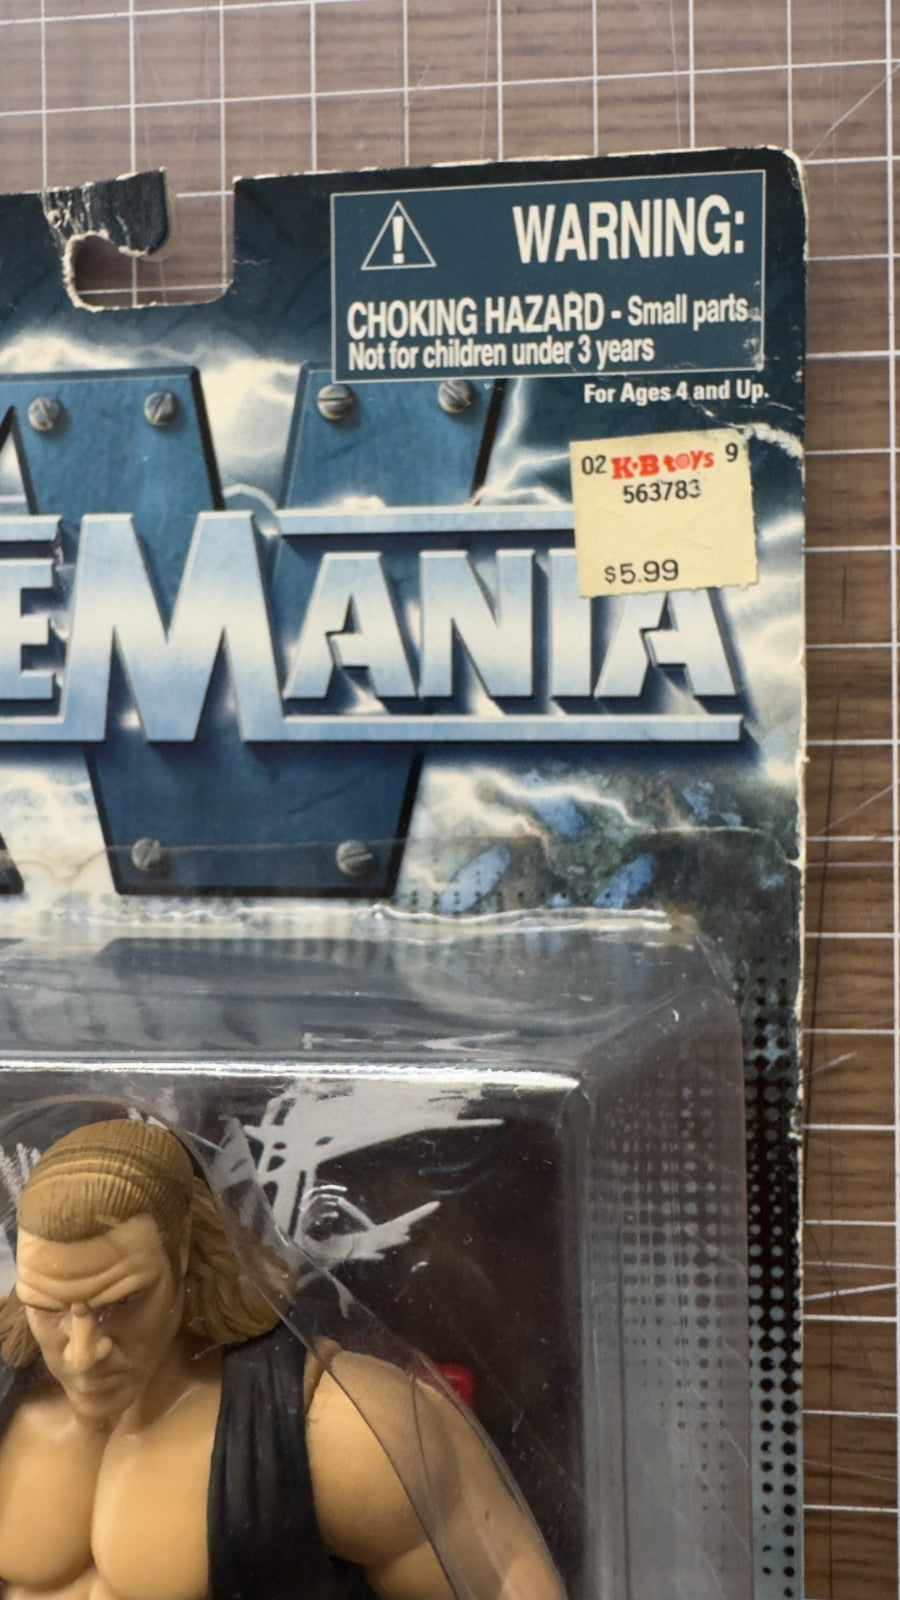 WARNING:
CHOKING HAZARD - Small parts
Not for children under 3 years
For Ages 4 and Up.
02 K·B toys 9
563783
$5.99
EMANIA